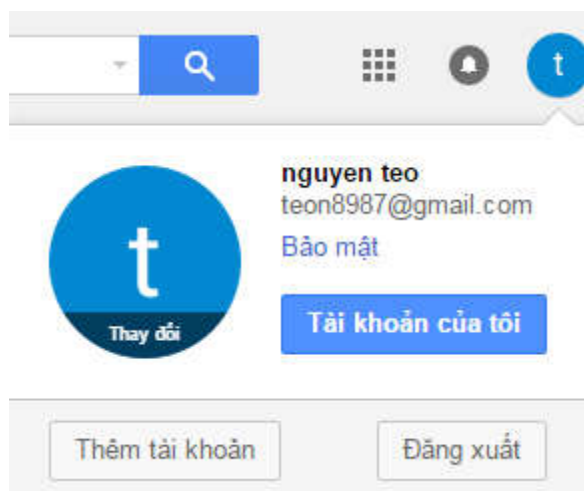 t
nguyen teo
teon8987@gmail.com
Bảo mật
t
Thay đổi
Tài khoản của tôi
Thêm tài khoản
Đăng xuất